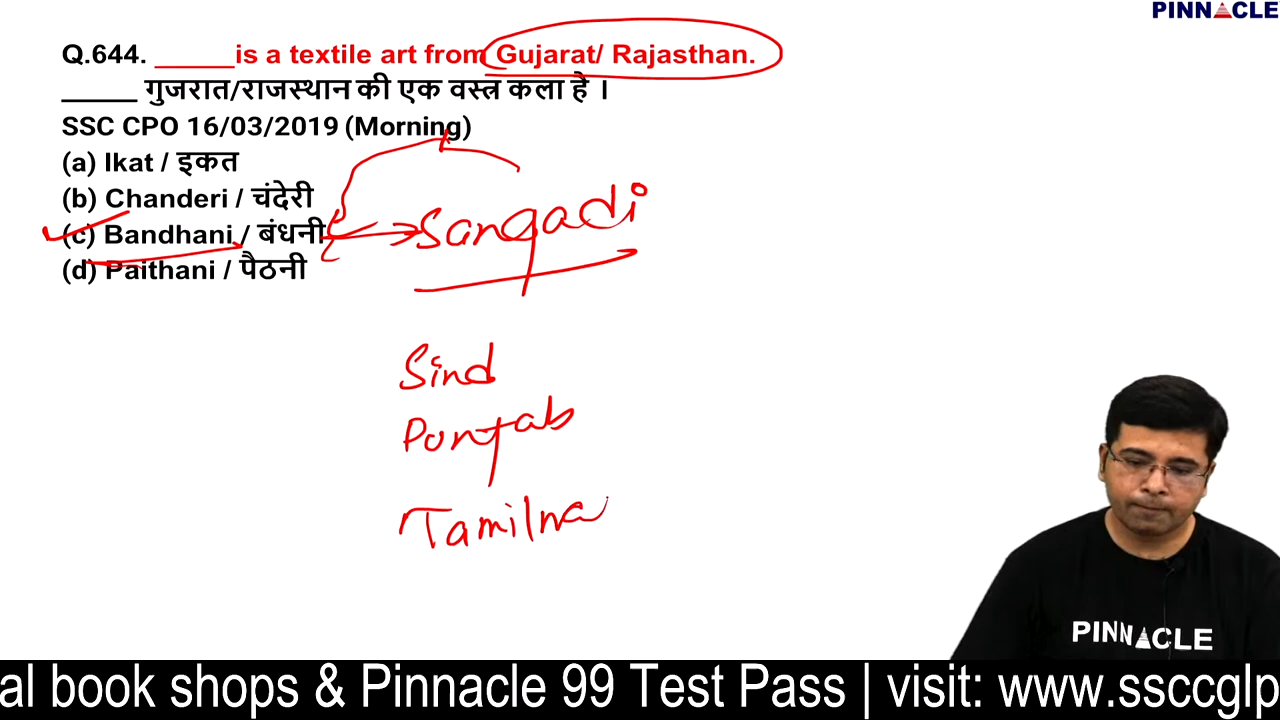 PINNACLE
Q.644. ______is a textile art from Gujarat/ Rajasthan.
______ गुजरात/राजस्थान की एक वस्त्र कला है ।
SSC CPO 16/03/2019 (Morning)
(a) Ikat / इकत
(b) Chanderi / चंदेरी
(c) Bandhani / बंधनी
(d) Paithani / पैठनी
Sangadi
Sind
Punjab
Tamilna
PINNACLE
al book shops & Pinnacle 99 Test Pass | visit: www.ssccglp